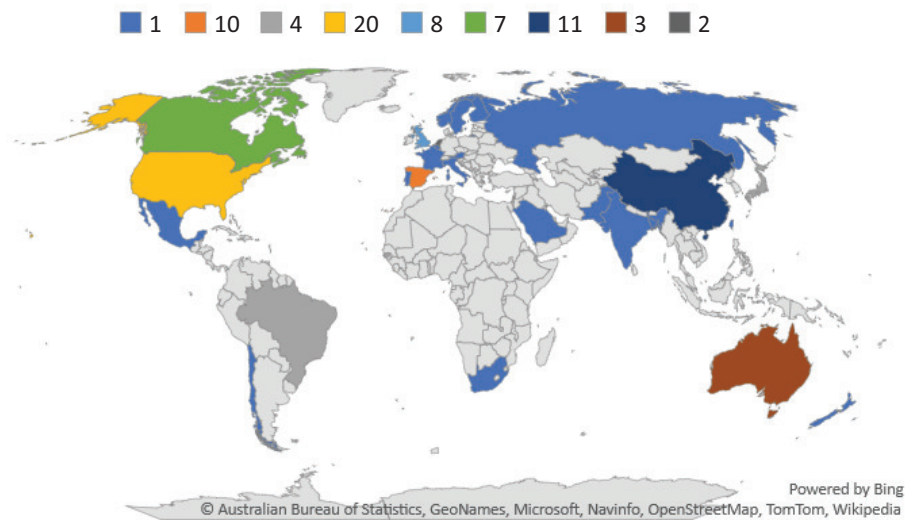 1 10 4 20 8 7 11 3 2
Powered by Bing
© Australian Bureau of Statistics, GeoNames, Microsoft, Navinfo, OpenStreetMap, TomTom, Wikipedia